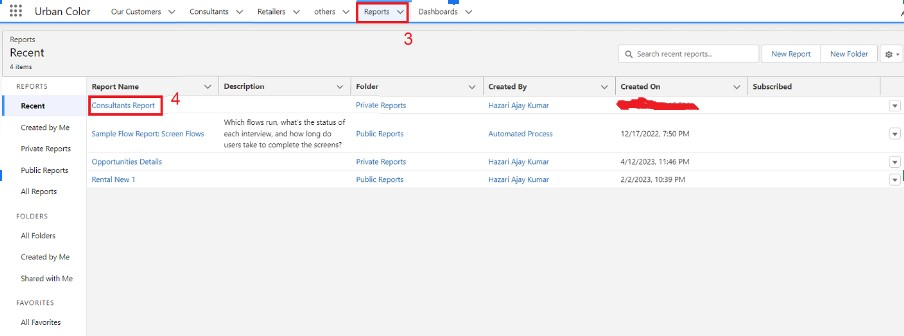 Urban Color Our Customers Consultants Retailers others Reports Dashboards
3
Reports
Recent
4 items
Search recent reports...
New Report
New Folder
REPORTS
Recent
Created by Me
Private Reports
Public Reports
All Reports
FOLDERS
All Folders
Created by Me
Shared with Me
FAVORITES
All Favorites
Report Name Description Folder Created By Created On Subscribed
Consultants Report 4 Private Reports Hazari Ajay Kumar
Sample Flow Report: Screen Flows
Which flows run, what's the status of
each interview, and how long do
users take to complete the screens?
Public Reports Automated Process 12/17/2022, 7:50 PM
Opportunities Details Private Reports Hazari Ajay Kumar 4/12/2023, 11:46 PM
Rental New 1 Public Reports Hazari Ajay Kumar 2/2/2023, 10:39 PM